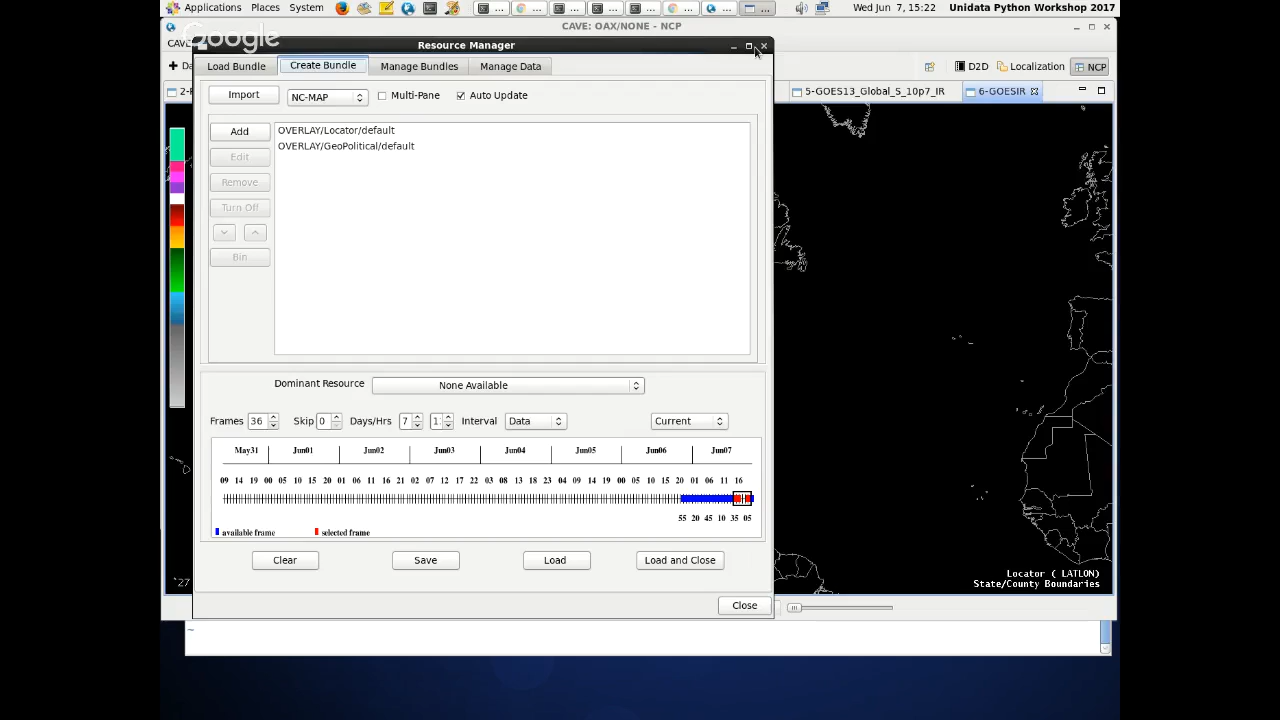 Applications Places System
... ... ... ... ... ... ... ...
Wed Jun 7, 15:22 Unidata Python Workshop 2017
CAVE: OAX/NONE - NCP
CAV
Google
Resource Manager
Load Bundle Create Bundle Manage Bundles Manage Data
D2D Localization NCP
5-GOES13_Global_S_10p7_IR 6-GOESIR
Import NC-MAP Multi-Pane Auto Update
Add
Edit
Remove
Turn Off
Bin
OVERLAY/Locator/default
OVERLAY/GeoPolitical/default
Dominant Resource None Available
Frames 36 Skip 0 Days/Hrs 7 1 Interval Data Current
May31 Jun01 Jun02 Jun03 Jun04 Jun05 Jun06 Jun07
09 14 19 00 05 10 15 20 01 06 11 16 21 02 07 12 17 22 03 08 13 18 23 04 09 14 19 00 05 10 15 20 01 06 11 16
55 20 45 10 35 05
available frame selected frame
Clear Save Load Load and Close
Close
Locator ( LATLON)
State/County Boundaries
~